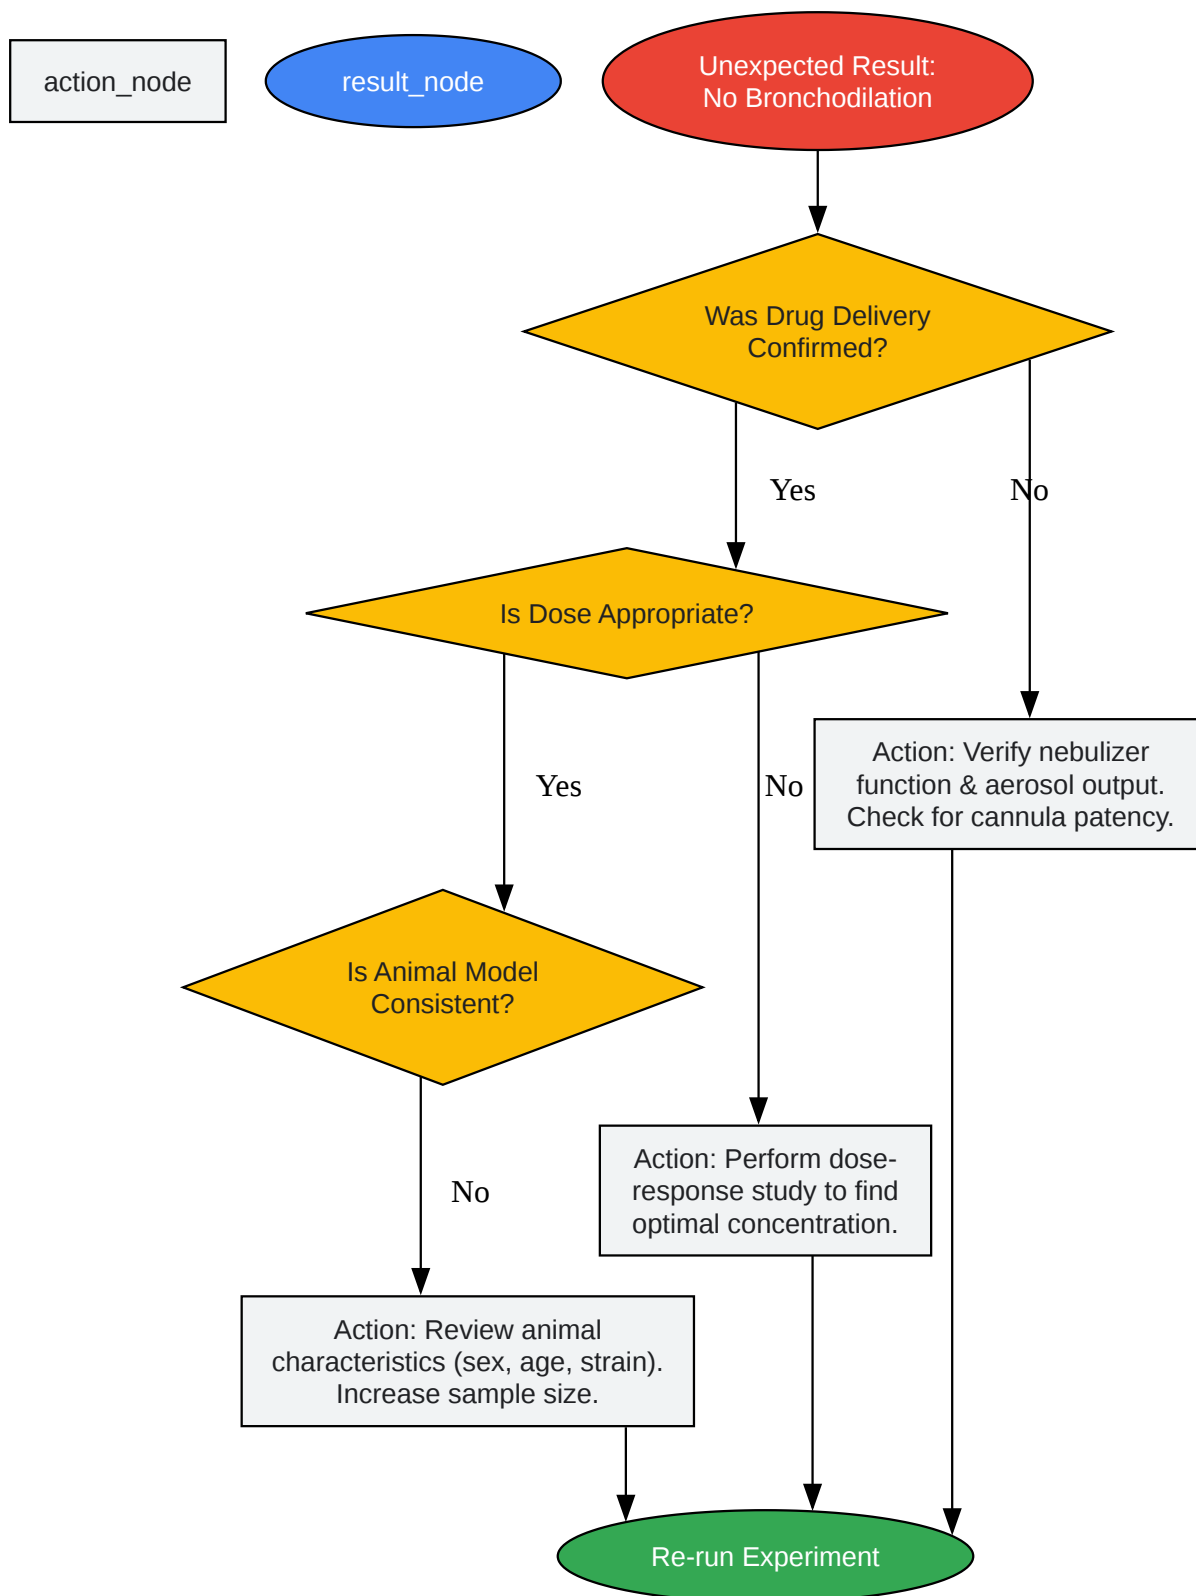 action_node
result_node
Unexpected Result:
No Bronchodilation
Was Drug Delivery
Confirmed?
Yes
No
Is Dose Appropriate?
Action: Verify nebulizer
function & aerosol output.
Check for cannula patency.
Yes
No
Is Animal Model
Consistent?
Action: Perform dose-
response study to find
optimal concentration.
No
Action: Review animal
characteristics (sex, age, strain).
Increase sample size.
Re-run Experiment